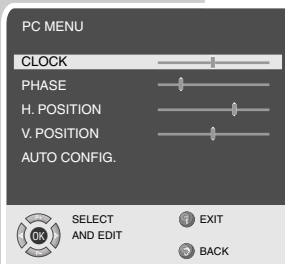 PC MENU
CLOCK
PHASE
H. POSITION
V. POSITION
AUTO CONFIG.
OK
SELECT
AND EDIT
EXIT
BACK